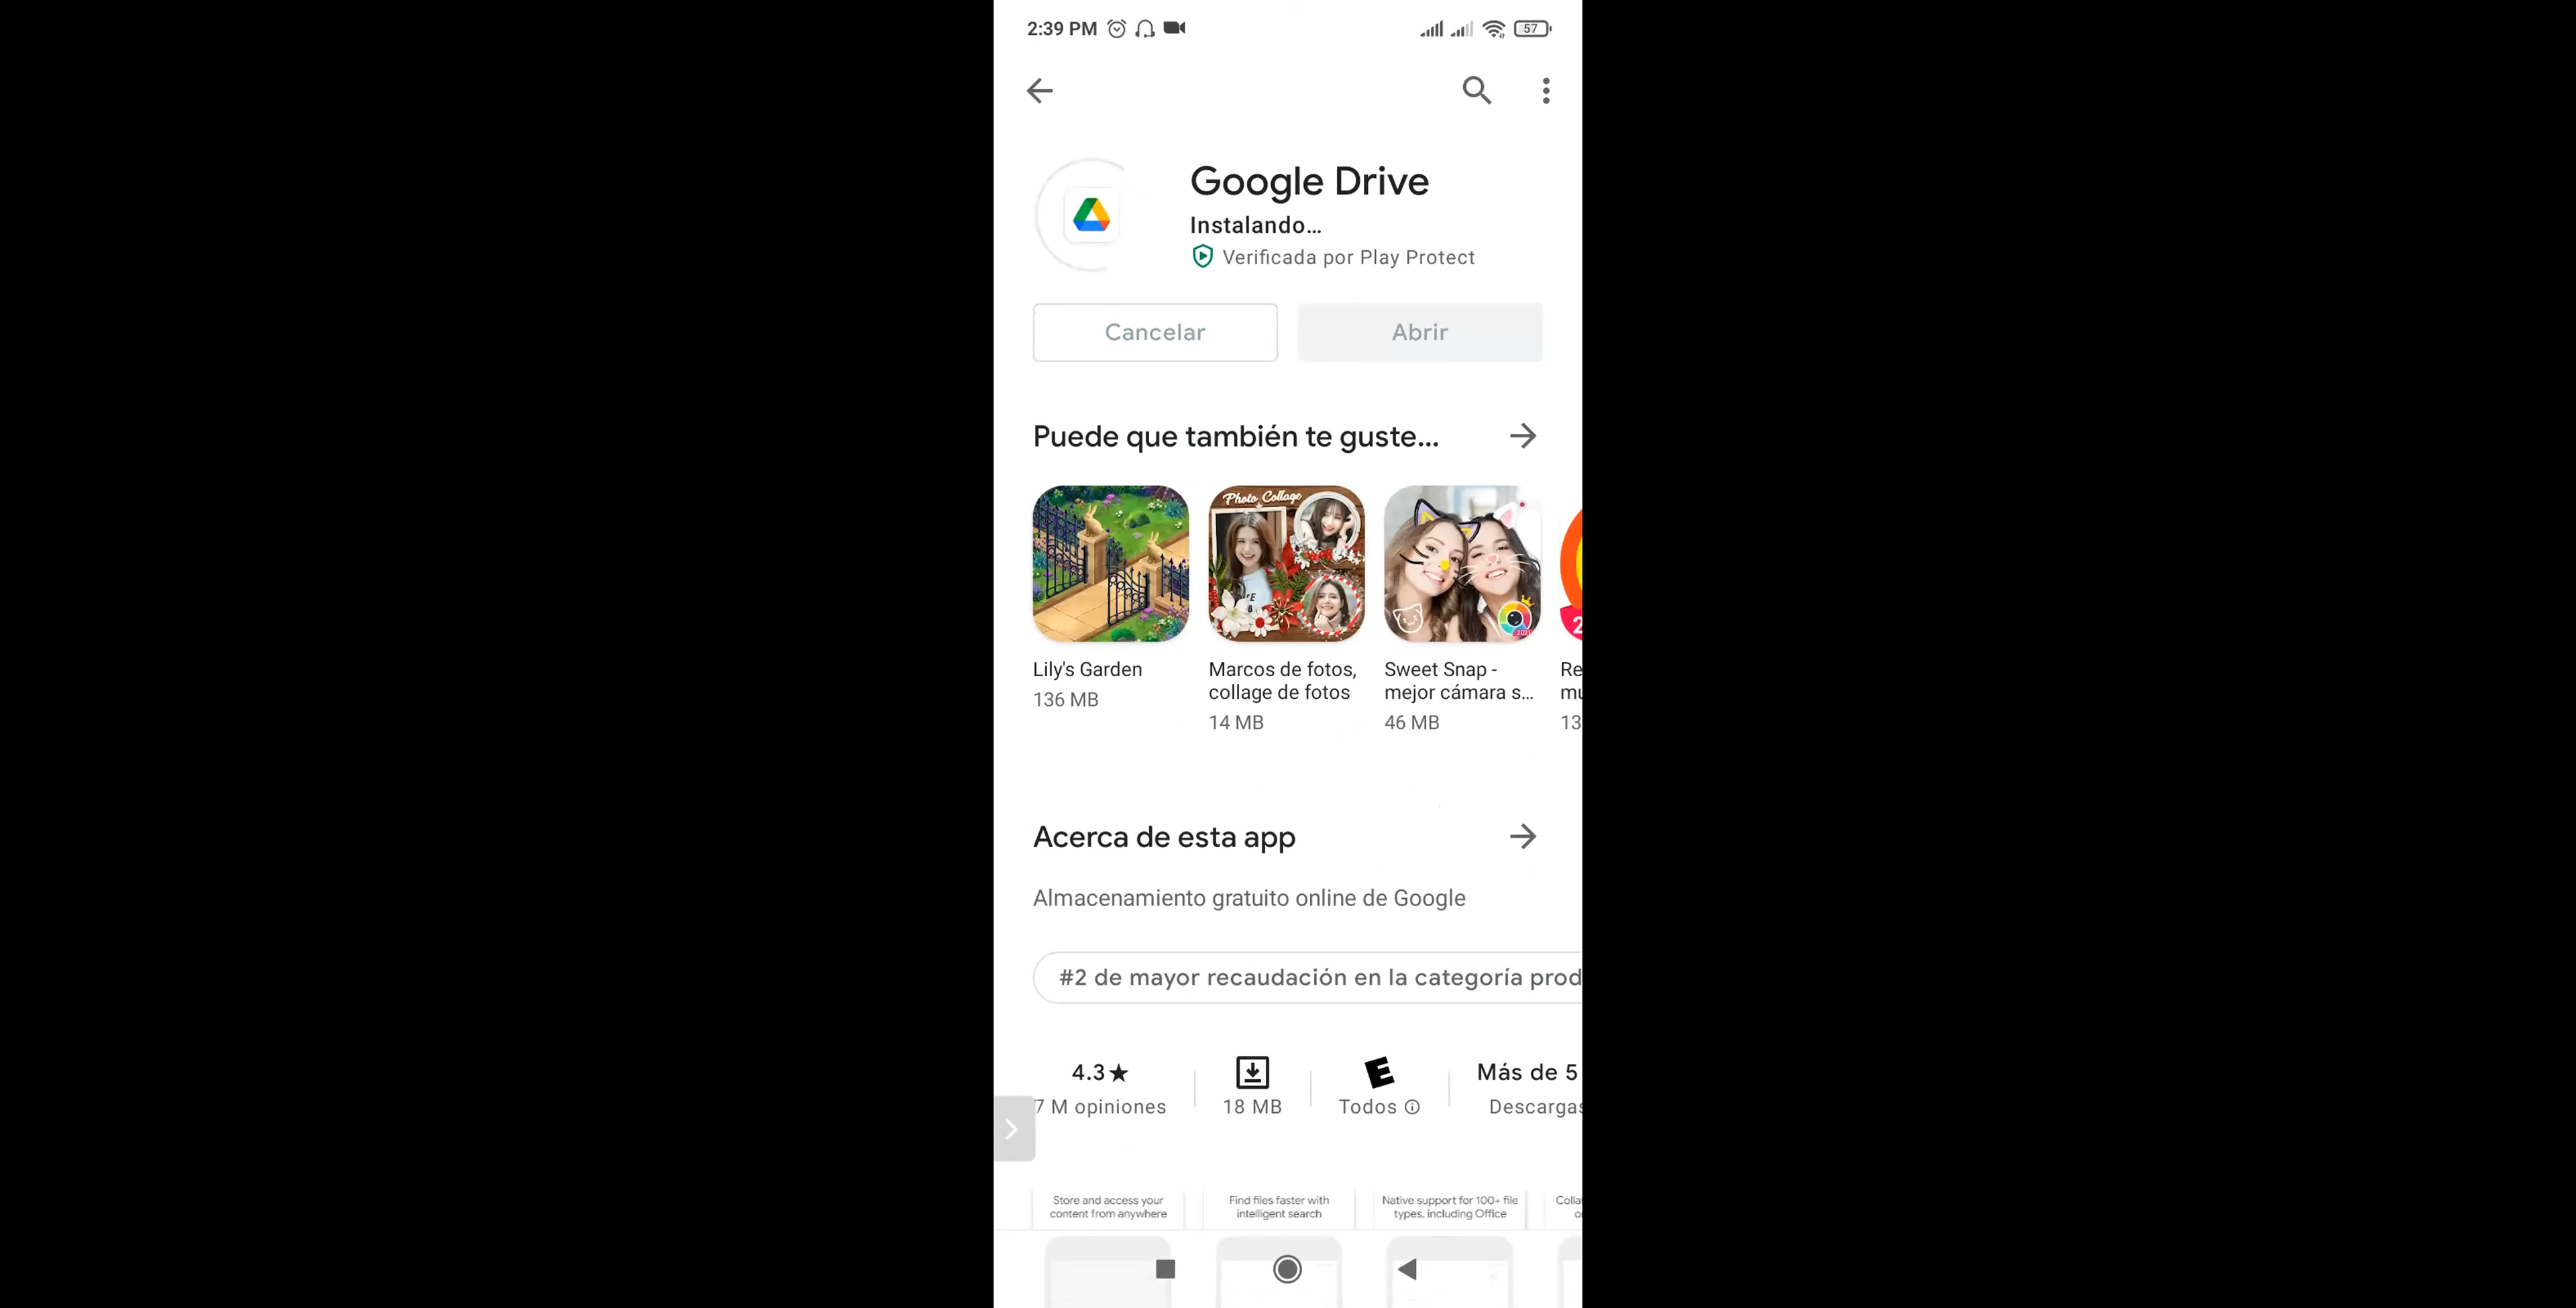 2:39 PM 57
Google Drive
Instalando...
Verificada por Play Protect
Cancelar Abrir
Puede que también te guste...
Photo Collage
Lily's Garden
136 MB
Marcos de fotos,
collage de fotos
14 MB
Sweet Snap -
mejor cámara s...
46 MB
Re
mu
13
Acerca de esta app
Almacenamiento gratuito online de Google
#2 de mayor recaudación en la categoría prod
4.3★
7 M opiniones
18 MB
E
Todos
Más de 5
Descargas
Store and access your
content from anywhere
Find files faster with
intelligent search
Native support for 100+ file
types, including Office